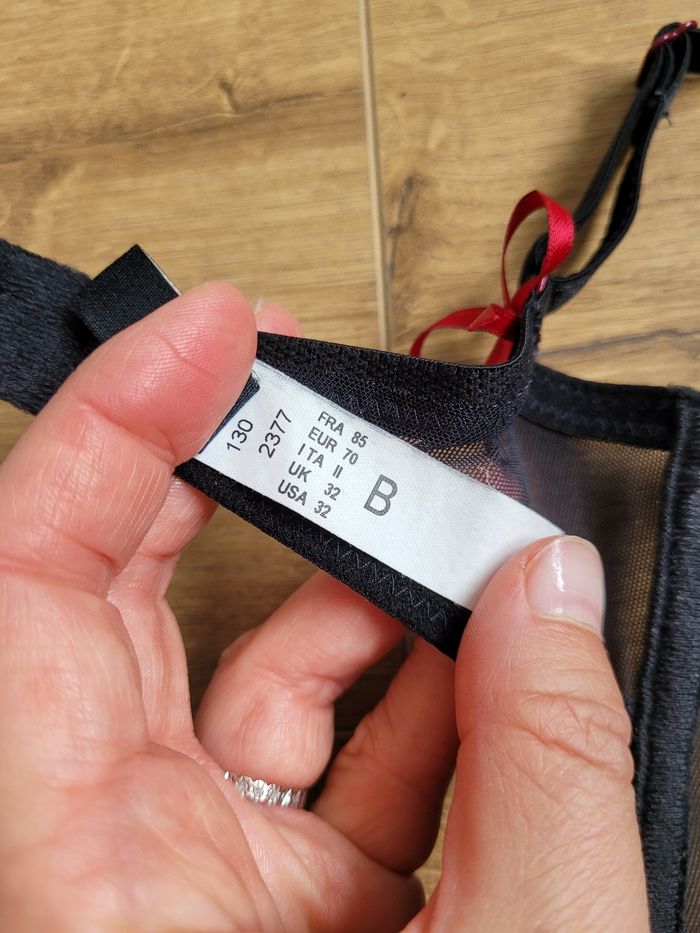 130
2377
FRA 85
EUR 70
ITA II
UK 32
USA 32
B